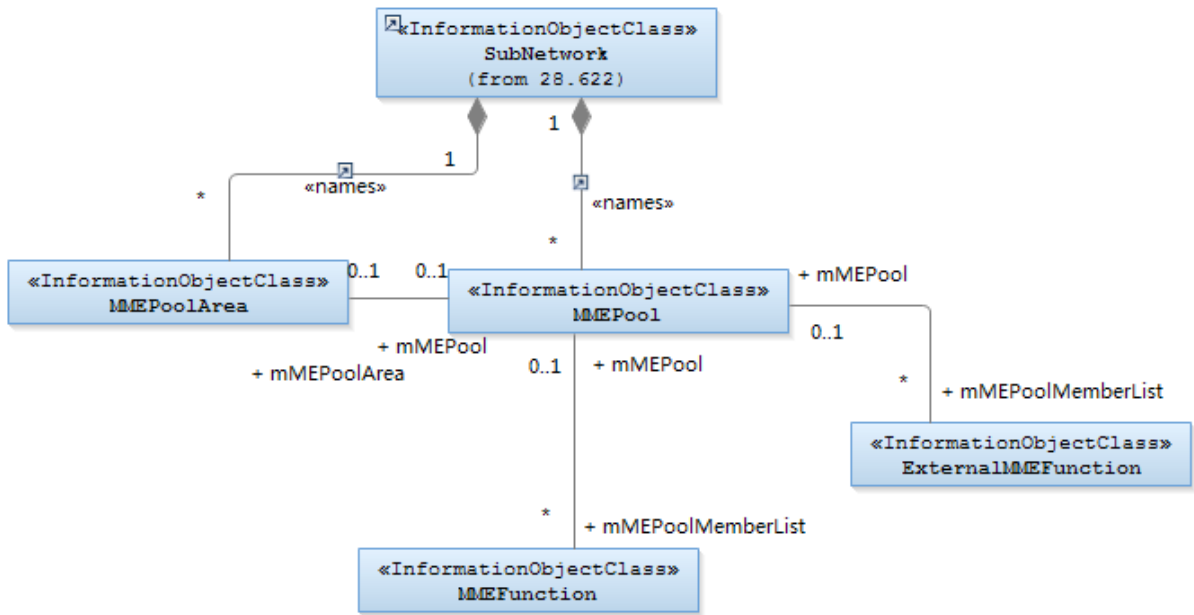 «InformationObjectClass»
SubNetwork
(from 28.622)
1
1
«names»
*
«names»
*
«InformationObjectClass»
MMEPoolArea
0..1
0..1
«InformationObjectClass»
MMEPool
+ mMEPool
0..1
+ mMEPool
+ mMEPoolArea
0..1
+ mMEPool
*
+ mMEPoolMemberList
«InformationObjectClass»
ExternalMMEFunction
*
+ mMEPoolMemberList
«InformationObjectClass»
MMEFunction